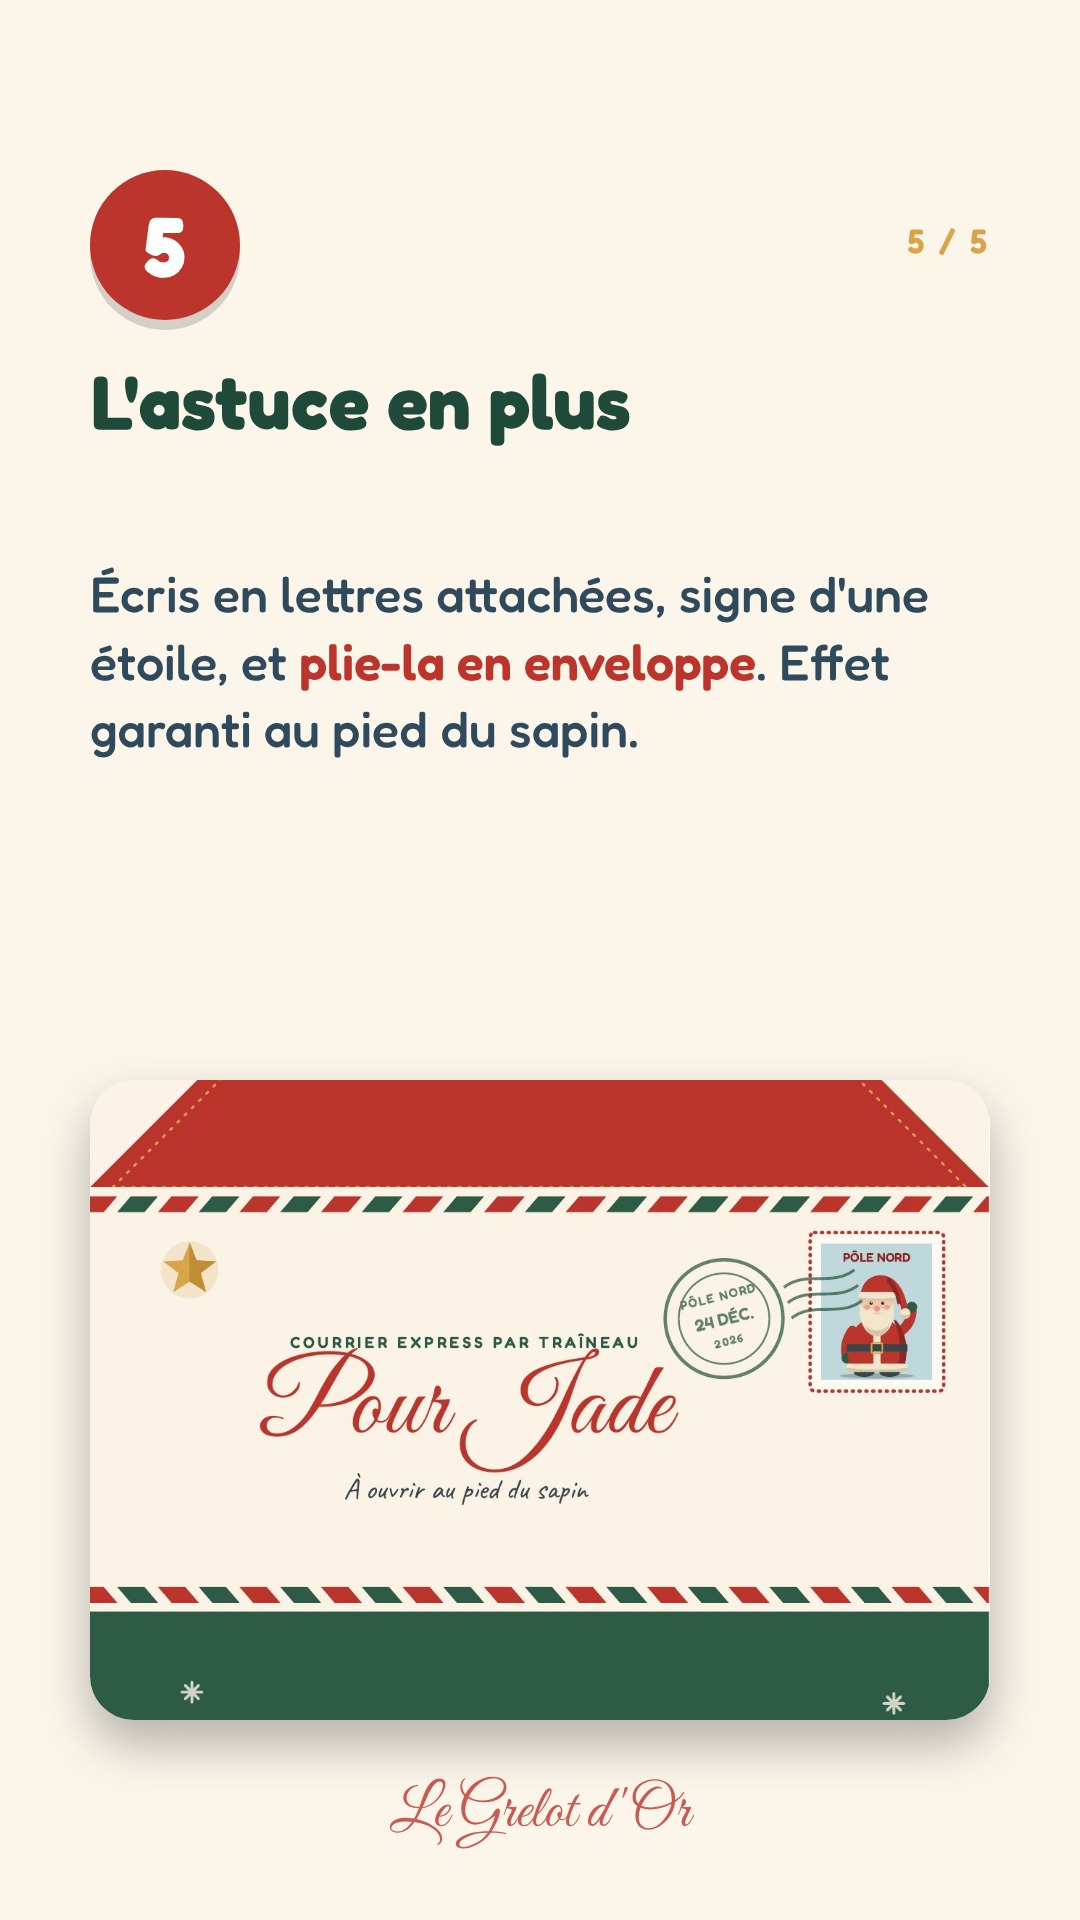 5
5 / 5
L'astuce en plus
Écris en lettres attachées, signe d'une
étoile, et plie-la en enveloppe. Effet
garanti au pied du sapin.
PÔLE NORD
PÔLE NORD
24 DÉC.
2026
COURRIER EXPRESS PAR TRAÎNEAU
Pour Jade
À ouvrir au pied du sapin
Le Grelot d'Or